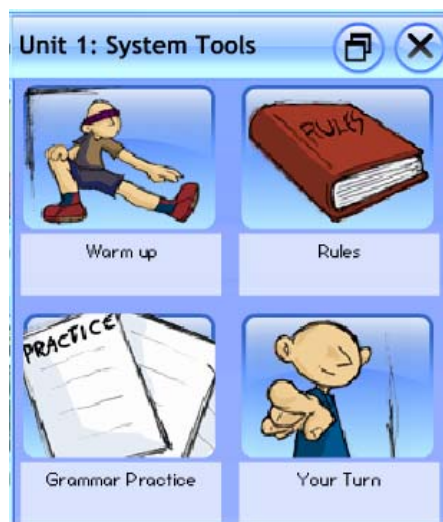 Unit 1: System Tools
RULES
Warm up
Rules
PRACTICE
Grammar Practice
Your Turn